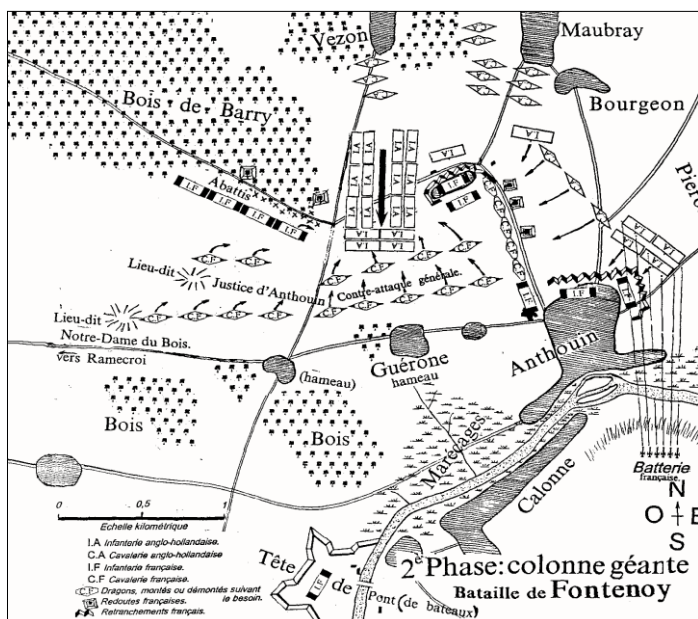 Vezon
Maubray
Bourgeon
Bois de Barry
Abattis
I.F I.F I.F I.F
I.A I.A I.A I.A
I.F
I.F
Lieu-dit
Justice d'Anthouin
Contre-attaque générale.
C.F C.F C.F C.F
Lieu-dit
Notre-Dame du Bois.
vers Ramecroi
(hameau)
Guérone
hameau
Anthouin
Bois
Bois
Marécages
Calonne
Batterie
française.
N
O E
S
0 0,5 1
Echelle kilométrique
I.A Infanterie anglo-hollandaise.
C.A Cavalerie anglo-hollandaise
I.F Infanterie française.
C.F Cavalerie française.
Dragons, montés ou démontés suivant
le besoin.
Redoutes françaises.
Retranchements français.
Tête
de
Pont (de bateaux)
I.F
2e Phase: colonne géante
Bataille de Fontenoy